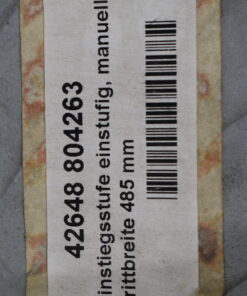 42648 804263
instiegsstufe einstufig, manuell
rittbreite 485 mm